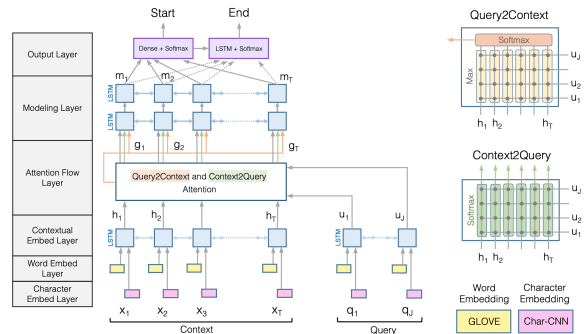 Start End
Output Layer
Dense + Softmax
LSTM + Softmax
m1 m2 mT
Modeling Layer
LSTM
LSTM
g1 g2 gT
Attention Flow
Layer
Query2Context and Context2Query
Attention
h1 h2 hT
u1 uJ
Contextual
Embed Layer
LSTM
LSTM
Word Embed
Layer
Character
Embed Layer
x1 x2 x3 xT
q1 qJ
Context
Query
Query2Context
Softmax
Max
uJ
u2
u1
h1 h2 hT
Context2Query
Softmax
uJ
u2
u1
h1 h2 hT
Word
Embedding
GLOVE
Character
Embedding
Char-CNN